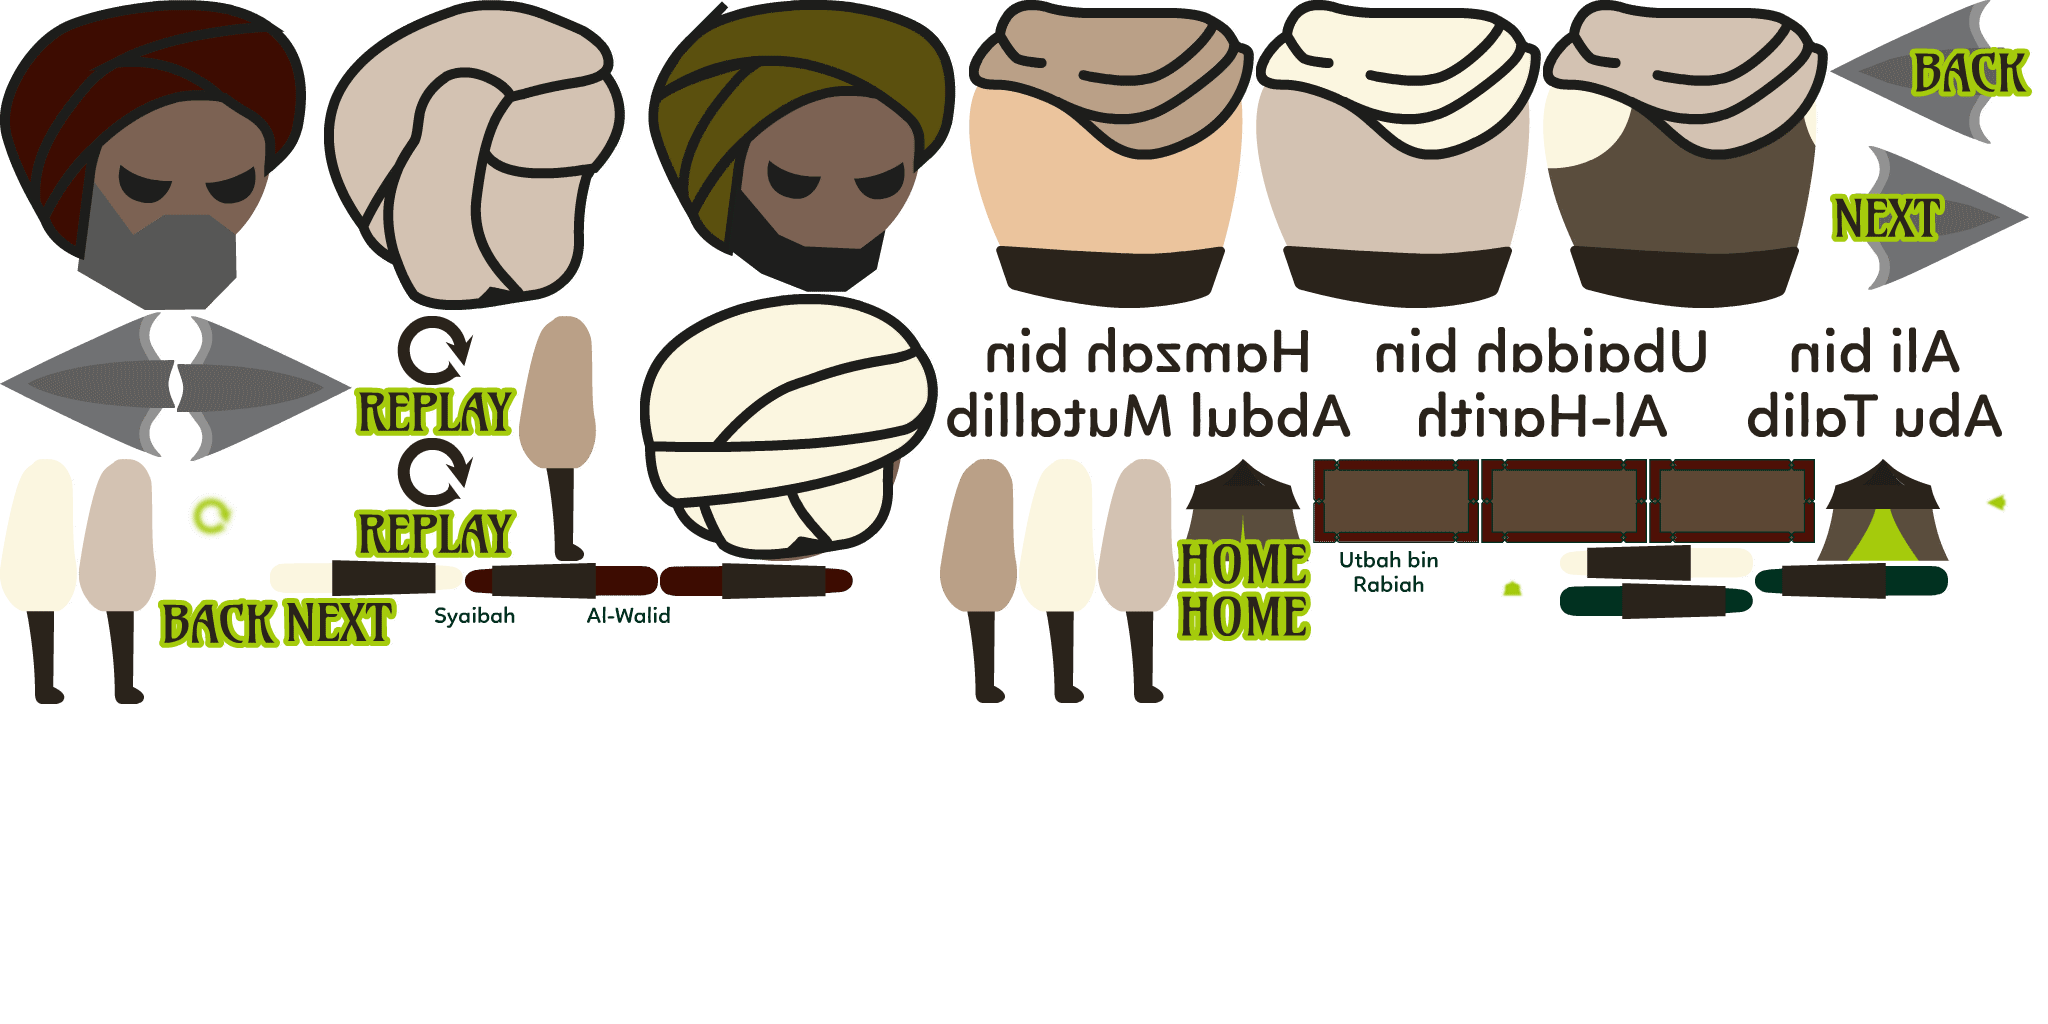 BACK
NEXT
REPLAY
REPLAY
Hamzah bin
Abdul Mutallib
Ubaidah bin
Al-Harith
Ali bin
Abu Talib
HOME
HOME
Utbah bin
Rabiah
BACK NEXT
Syaibah
Al-Walid